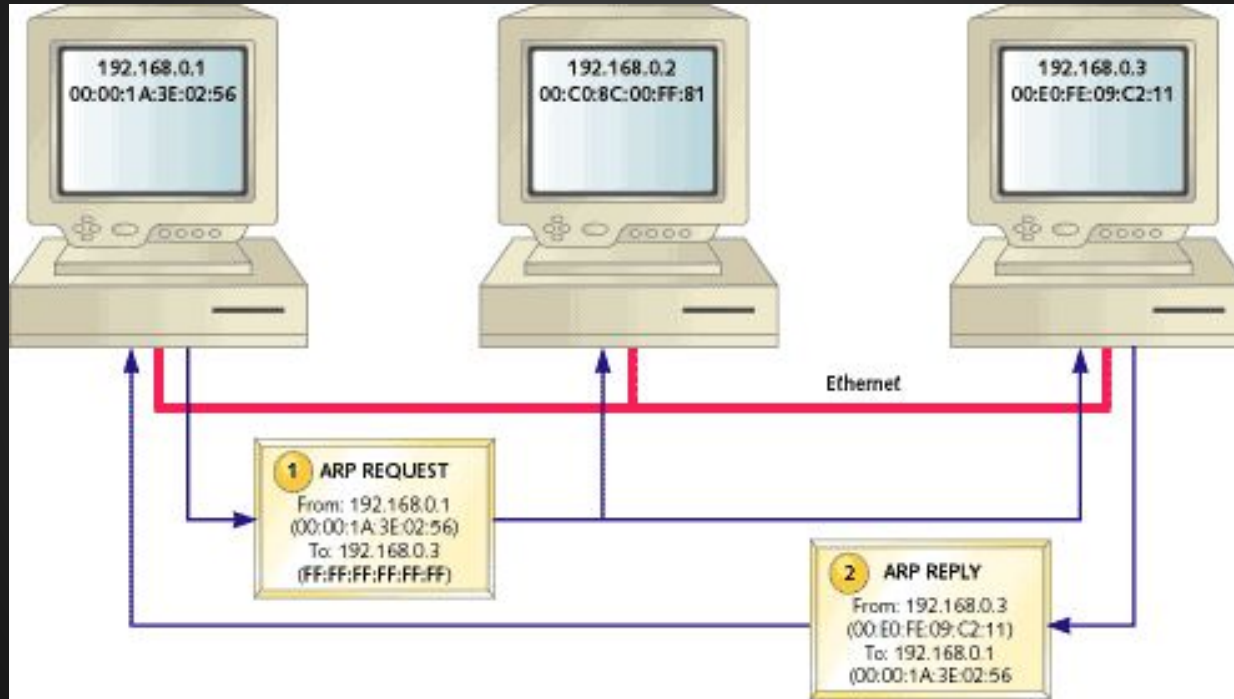 192.168.0.1
00:00:1A:3E:02:56
192.168.0.2
00:C0:8C:00:FF:81
192.168.0.3
00:E0:FE:09:C2:11
Ethernet
1 ARP REQUEST
From: 192.168.0.1
(00:00:1A:3E:02:56)
To: 192.168.0.3
(FF:FF:FF:FF:FF:FF)
2 ARP REPLY
From: 192.168.0.3
(00:E0:FE:09:C2:11)
To: 192.168.0.1
(00:00:1A:3E:02:56